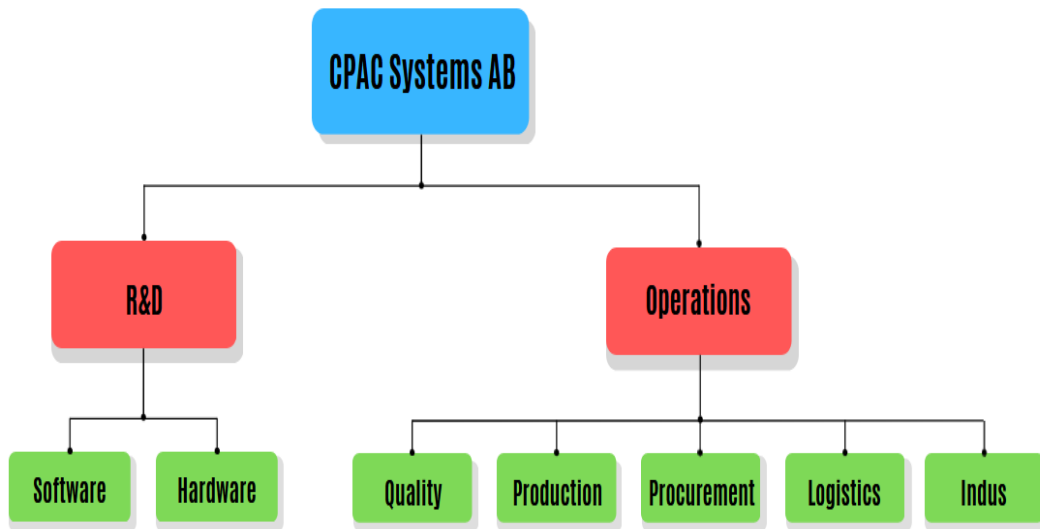 CPAC Systems AB
R&D
Operations
Software
Hardware
Quality
Production
Procurement
Logistics
Indus